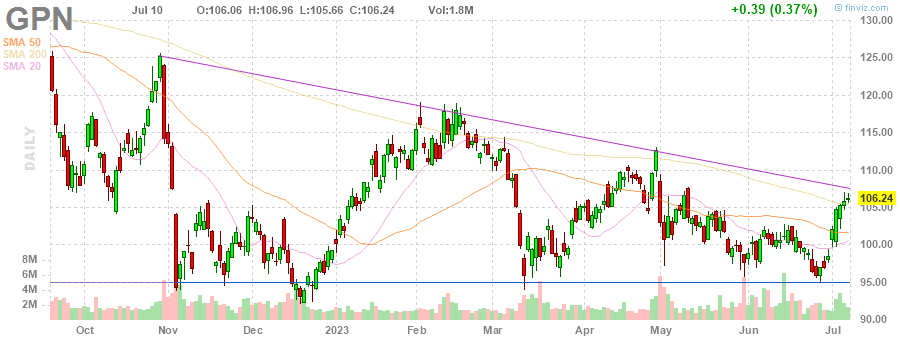 GPN Jul 10 O:106.06 H:106.96 L:105.66 C:106.24 Vol:1.8M +0.39 (0.37%) © finviz.com
SMA 50
SMA 200
SMA 20
DAILY
130.00
125.00
120.00
115.00
110.00
106.24
105.00
100.00
95.00
90.00
8M
6M
4M
2M
Oct Nov Dec 2023 Feb Mar Apr May Jun Jul